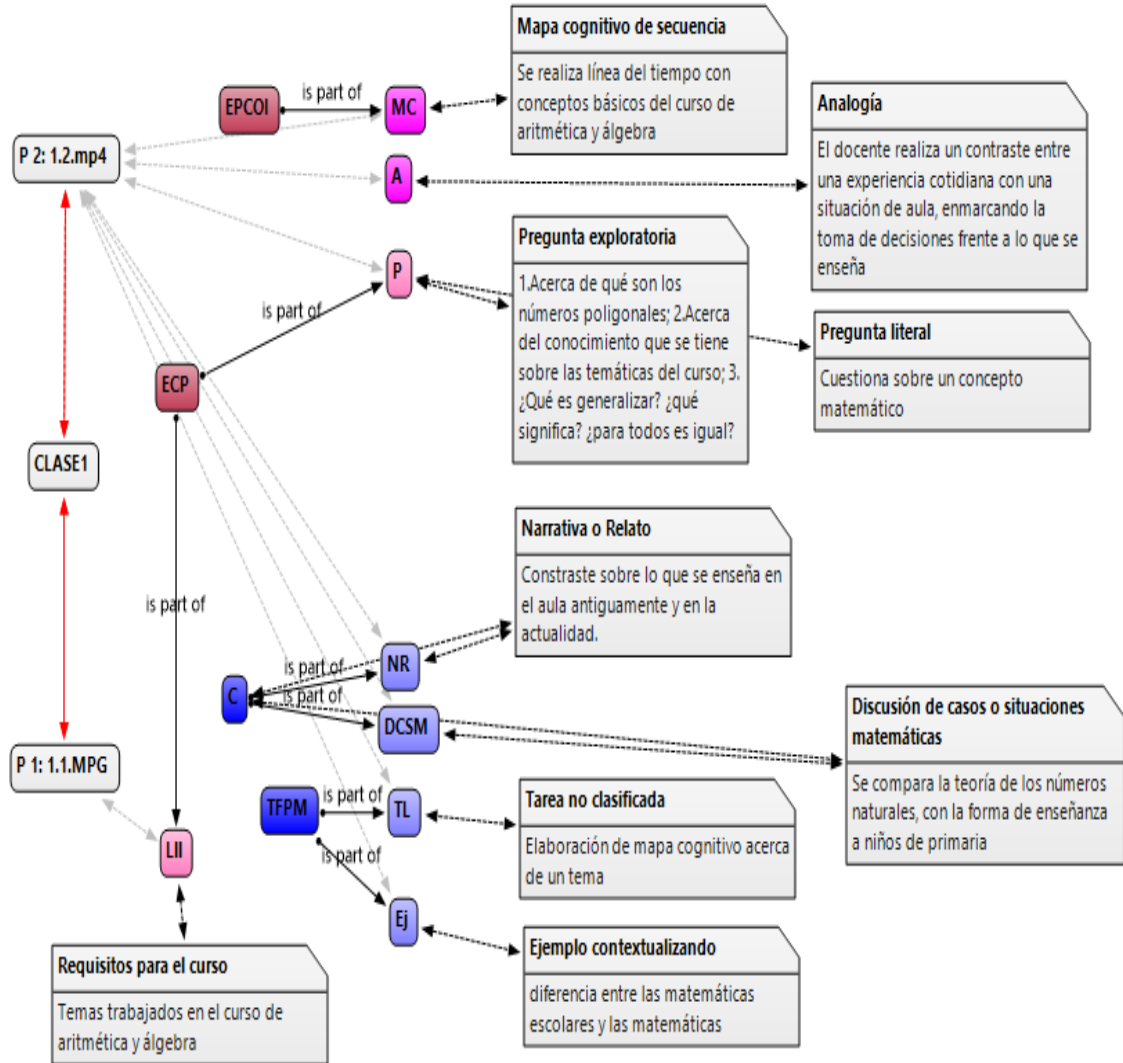 Mapa cognitivo de secuencia
Se realiza línea del tiempo con
conceptos básicos del curso de
aritmética y álgebra
is part of
EPCOI
MC
Analogía
El docente realiza un contraste entre
una experiencia cotidiana con una
situación de aula, enmarcando la
toma de decisiones frente a lo que se
enseña
P 2: 1.2.mp4
A
Pregunta exploratoria
1.Acerca de qué son los
números poligonales; 2.Acerca
del conocimiento que se tiene
sobre las temáticas del curso; 3.
¿Qué es generalizar? ¿qué
significa? ¿para todos es igual?
P
is part of
Pregunta literal
Cuestiona sobre un concepto
matemático
ECP
CLASE1
Narrativa o Relato
Constraste sobre lo que se enseña en
el aula antiguamente y en la
actualidad.
is part of
is part of
NR
C
is part of
DCSM
Discusión de casos o situaciones
matemáticas
Se compara la teoría de los números
naturales, con la forma de enseñanza
a niños de primaria
P 1: 1.1.MPG
TFPM
is part of
TL
Tarea no clasificada
Elaboración de mapa cognitivo acerca
de un tema
LII
is part of
Ej
Ejemplo contextualizando
diferencia entre las matemáticas
escolares y las matemáticas
Requisitos para el curso
Temas trabajados en el curso de
aritmética y álgebra